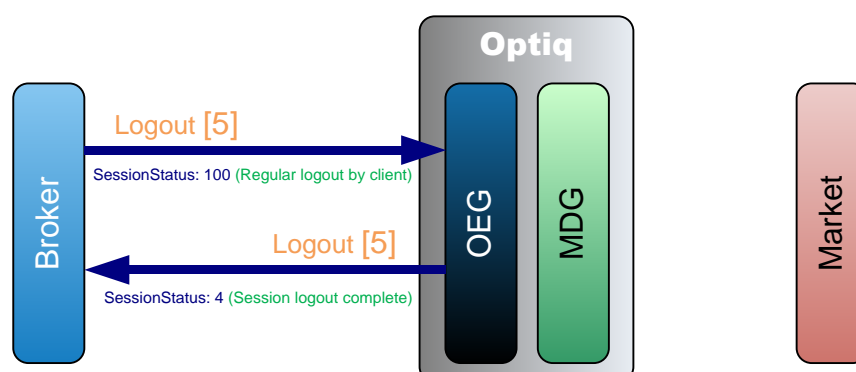 Optiq
Logout [5]
SessionStatus: 100 (Regular logout by client)
Logout [5]
SessionStatus: 4 (Session logout complete)
Broker
OEG
MDG
Market